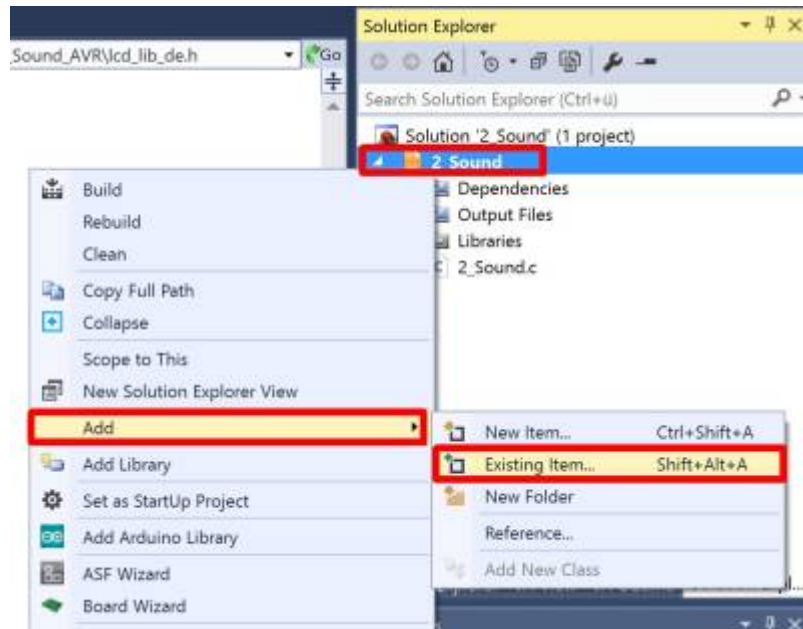 Solution Explorer
_Sound_AVR\lcd_lib_de.h
Go
Search Solution Explorer (Ctrl+ü)
Solution '2_Sound' (1 project)
2_Sound
Dependencies
Output Files
Libraries
2_Sound.c
Build
Rebuild
Clean
Copy Full Path
Collapse
Scope to This
New Solution Explorer View
Add
Add Library
Set as StartUp Project
Add Arduino Library
ASF Wizard
Board Wizard
New Item... Ctrl+Shift+A
Existing Item... Shift+Alt+A
New Folder
Reference...
Add New Class